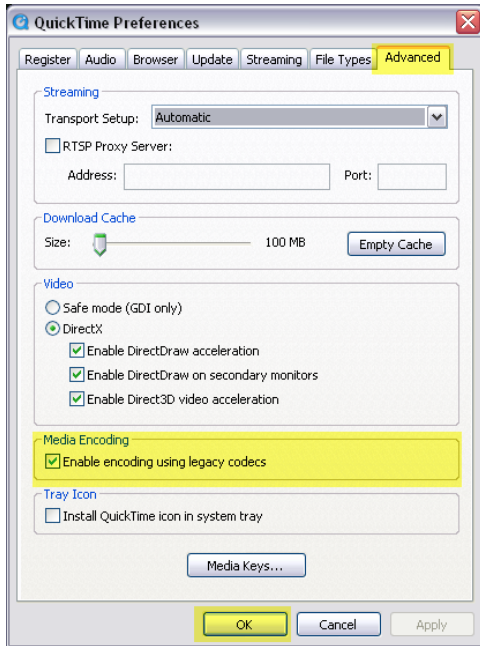 QuickTime Preferences
Register Audio Browser Update Streaming File Types Advanced
Streaming
Transport Setup: Automatic
RTSP Proxy Server:
Address: Port:
Download Cache
Size: 100 MB Empty Cache
Video
Safe mode (GDI only)
DirectX
Enable DirectDraw acceleration
Enable DirectDraw on secondary monitors
Enable Direct3D video acceleration
Media Encoding
Enable encoding using legacy codecs
Tray Icon
Install QuickTime icon in system tray
Media Keys...
OK Cancel Apply